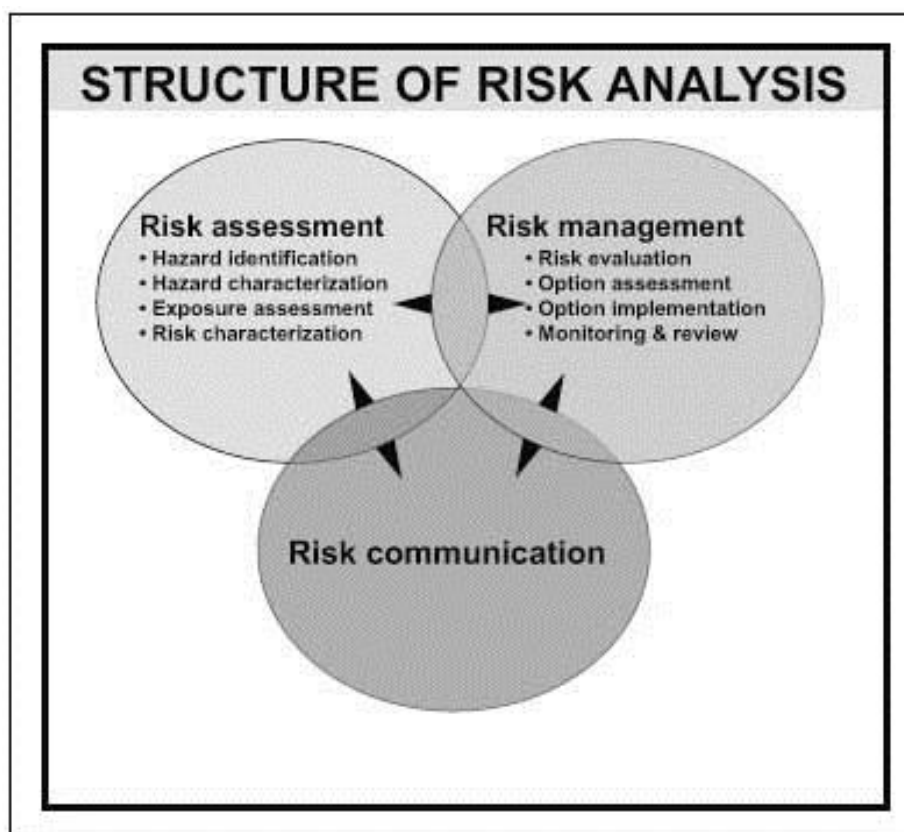 STRUCTURE OF RISK ANALYSIS
Risk assessment
• Hazard identification
• Hazard characterization
• Exposure assessment
• Risk characterization
Risk management
• Risk evaluation
• Option assessment
• Option implementation
• Monitoring & review
Risk communication